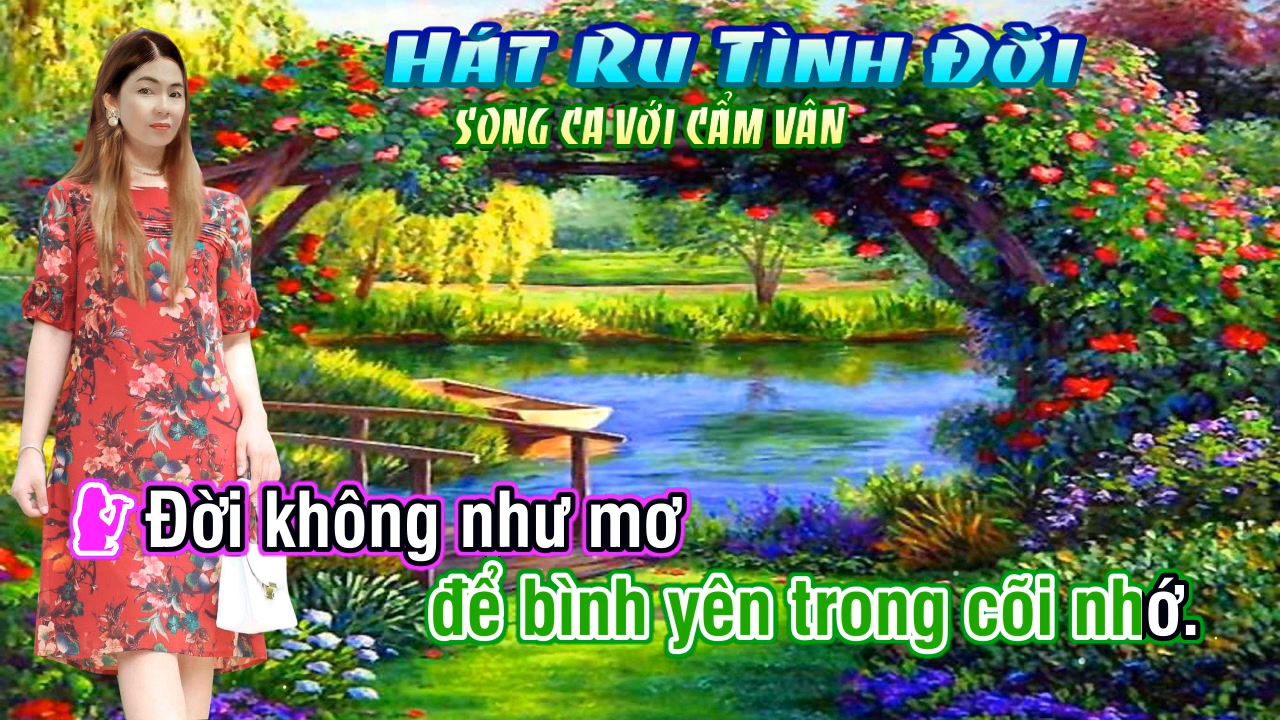 HÁT RU TÌNH ĐỜI
SONG CA VỚI CẨM VÂN
Đời không như mơ
để bình yên trong cõi nhớ.